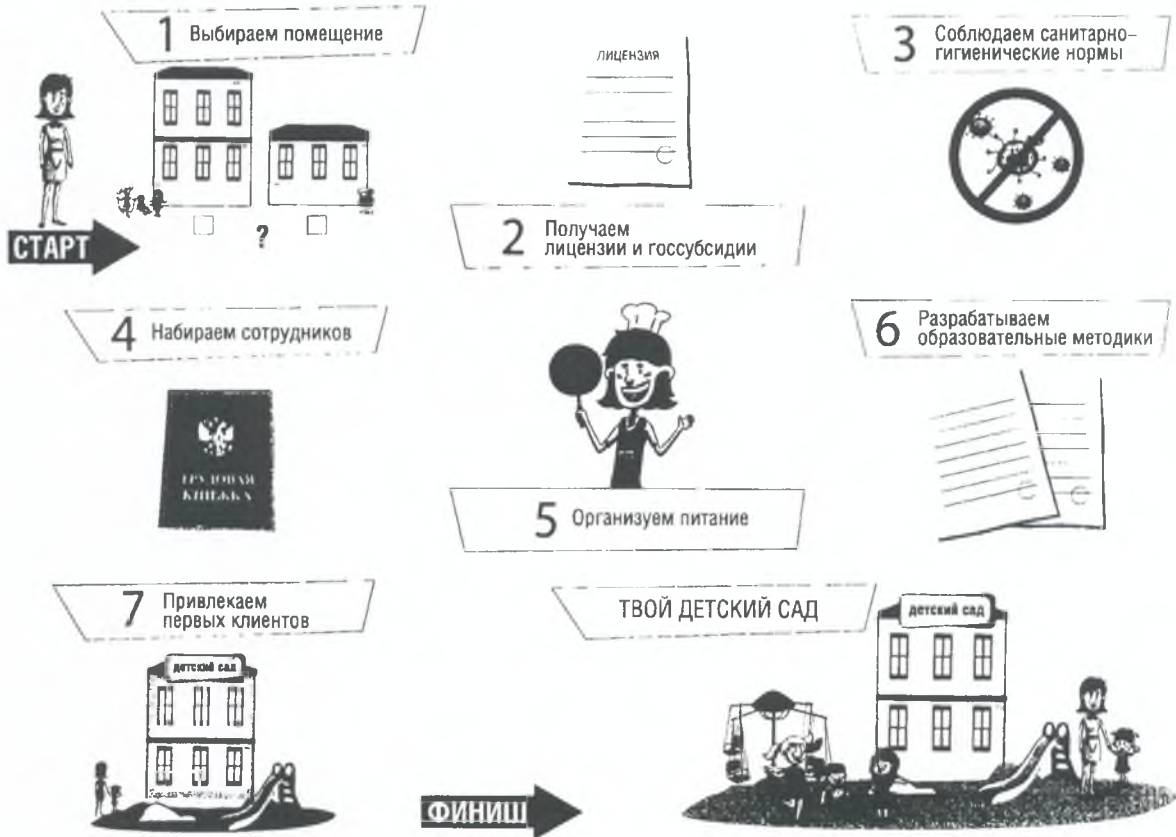 1 Выбираем помещение
СТАРТ
?
ЛИЦЕНЗИЯ
2 Получаем
лицензии и госсубсидии
3 Соблюдаем санитарно-
гигиенические нормы
4 Набираем сотрудников
ТРУДОВАЯ
КНИЖКА
5 Организуем питание
6 Разрабатываем
образовательные методики
7 Привлекаем
первых клиентов
детский сад
ФИНИШ
ТВОЙ ДЕТСКИЙ САД
детский сад